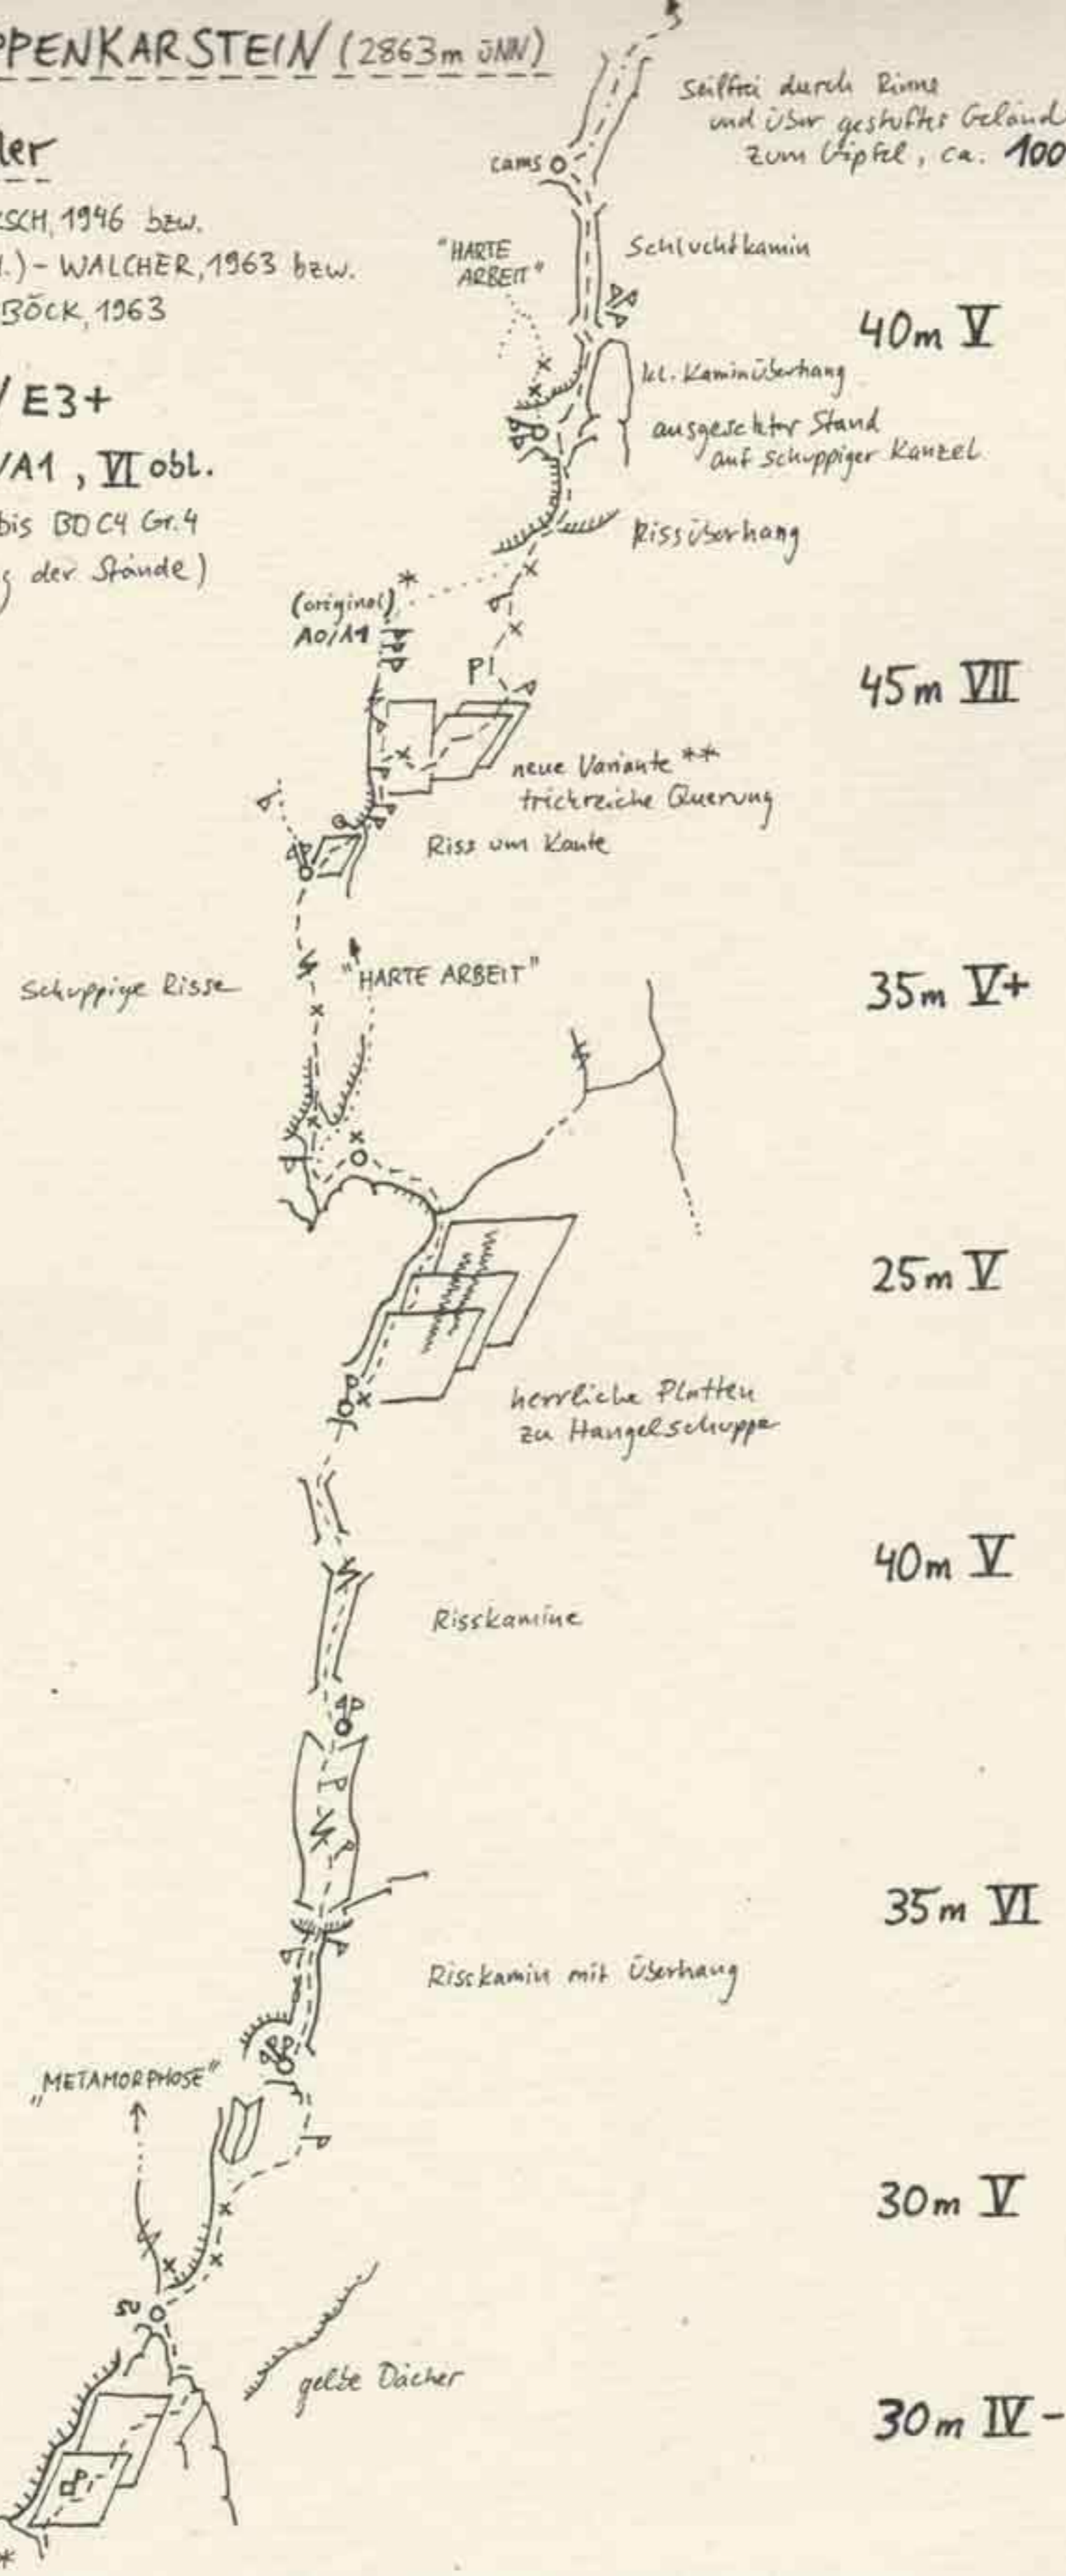 PPENKARSTEIN (2863m üNN)
ler
RSCH, 1946 bzw.
.) - WALCHER, 1963 bzw.
BÖCK, 1963
/ E3+
/A1, VI obl.
bis BD C4 Gr.4
g der Stände)
seilfrei durch Rinne
und über gestuftes Geländ
zum Gipfel, ca. 100
cams
"HARTE
ARBEIT"
Schluchtkamin
40m V
kl. Kaminüberhang
ausgesetzter Stand
auf schuppiger Kanzel
Rissüberhang
(original) *
A0/A1
P!
45m VII
neue Variante **
trickreiche Querung
Riss um Kante
Schuppige Risse
"HARTE ARBEIT"
35m V+
25m V
herrliche Platten
zu Hangelschuppe
40m V
Risskamine
35m VI
Risskamin mit Überhang
"METAMORPHOSE"
30m V
SU
gelbe Dächer
30m IV-
*